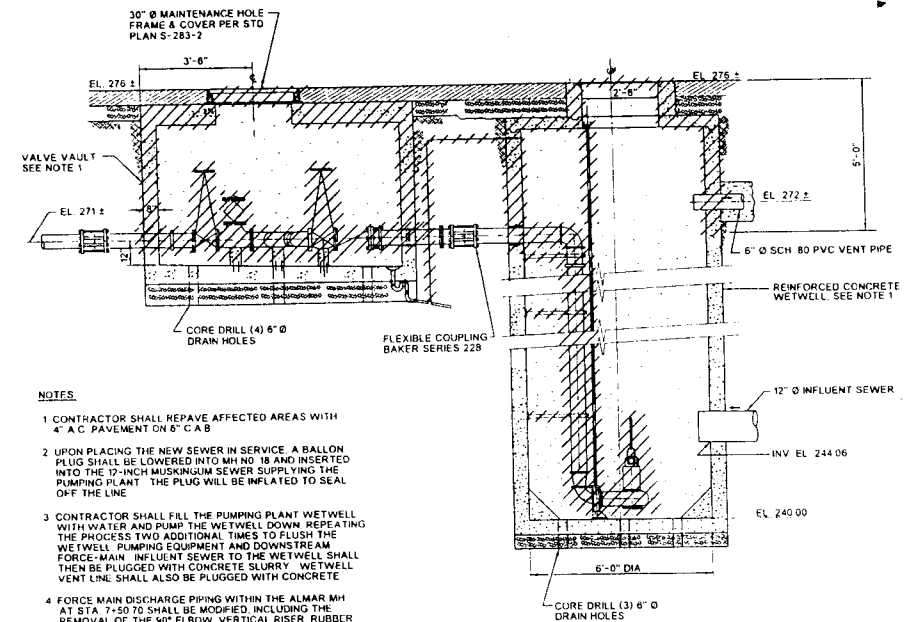 30" Ø MAINTENANCE HOLE
FRAME & COVER PER STD
PLAN S-283-2
3'-6"
EL. 276 ±
EL. 276 ±
2'-6"
5'-0"
VALVE VAULT
SEE NOTE 1
EL. 271 ±
8"
12"
EL. 272 ±
6" Ø SCH 80 PVC VENT PIPE
REINFORCED CONCRETE
WETWELL, SEE NOTE 1
CORE DRILL (4) 6" Ø
DRAIN HOLES
FLEXIBLE COUPLING
BAKER SERIES 228
12" Ø INFLUENT SEWER
INV EL 244.06
EL. 240.00
6'-0" DIA
CORE DRILL (3) 6" Ø
DRAIN HOLES
NOTES
1 CONTRACTOR SHALL REPAVE AFFECTED AREAS WITH
4" A C PAVEMENT ON 6" C A B
2 UPON PLACING THE NEW SEWER IN SERVICE, A BALLON
PLUG SHALL BE LOWERED INTO MH NO 18 AND INSERTED
INTO THE 12-INCH MUSKINGUM SEWER SUPPLYING THE
PUMPING PLANT THE PLUG WILL BE INFLATED TO SEAL
OFF THE LINE
3 CONTRACTOR SHALL FILL THE PUMPING PLANT WETWELL
WITH WATER AND PUMP THE WETWELL DOWN, REPEATING
THE PROCESS TWO ADDITIONAL TIMES TO FLUSH THE
WETWELL, PUMPING EQUIPMENT AND DOWNSTREAM
FORCE-MAIN INFLUENT SEWER TO THE WETWELL SHALL
THEN BE PLUGGED WITH CONCRETE SLURRY WETWELL
VENT LINE SHALL ALSO BE PLUGGED WITH CONCRETE
4 FORCE MAIN DISCHARGE PIPING WITHIN THE ALMAR MH
AT STA. 7+50 70 SHALL BE MODIFIED, INCLUDING THE
REMOVAL OF THE 90° ELBOW, VERTICAL RISER, RUBBER